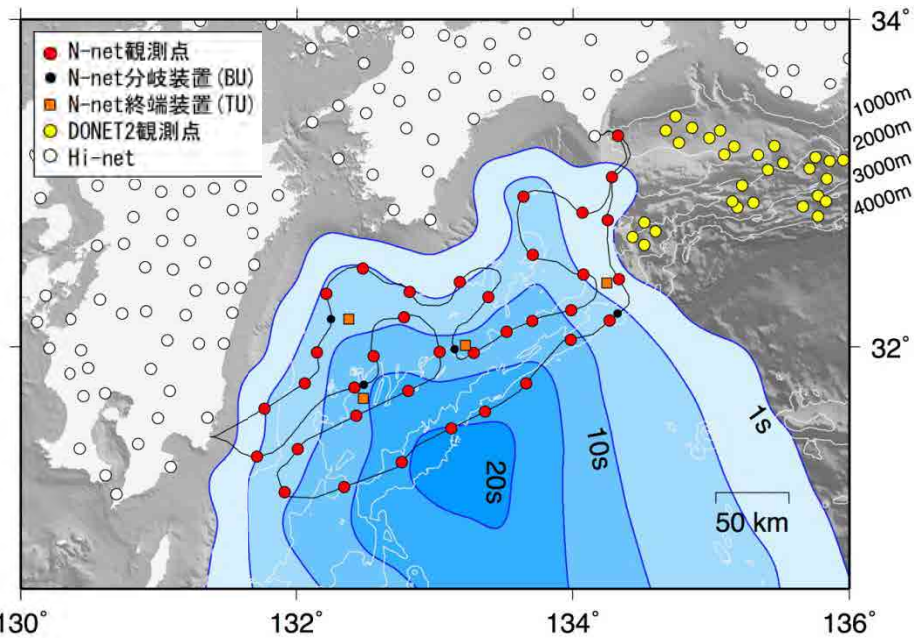 N-net観測点
N-net分岐装置(BU)
N-net終端装置(TU)
DONET2観測点
Hi-net
34°
1000m
2000m
3000m
4000m
32°
1s
10s
20s
50 km
130°
132°
134°
136°